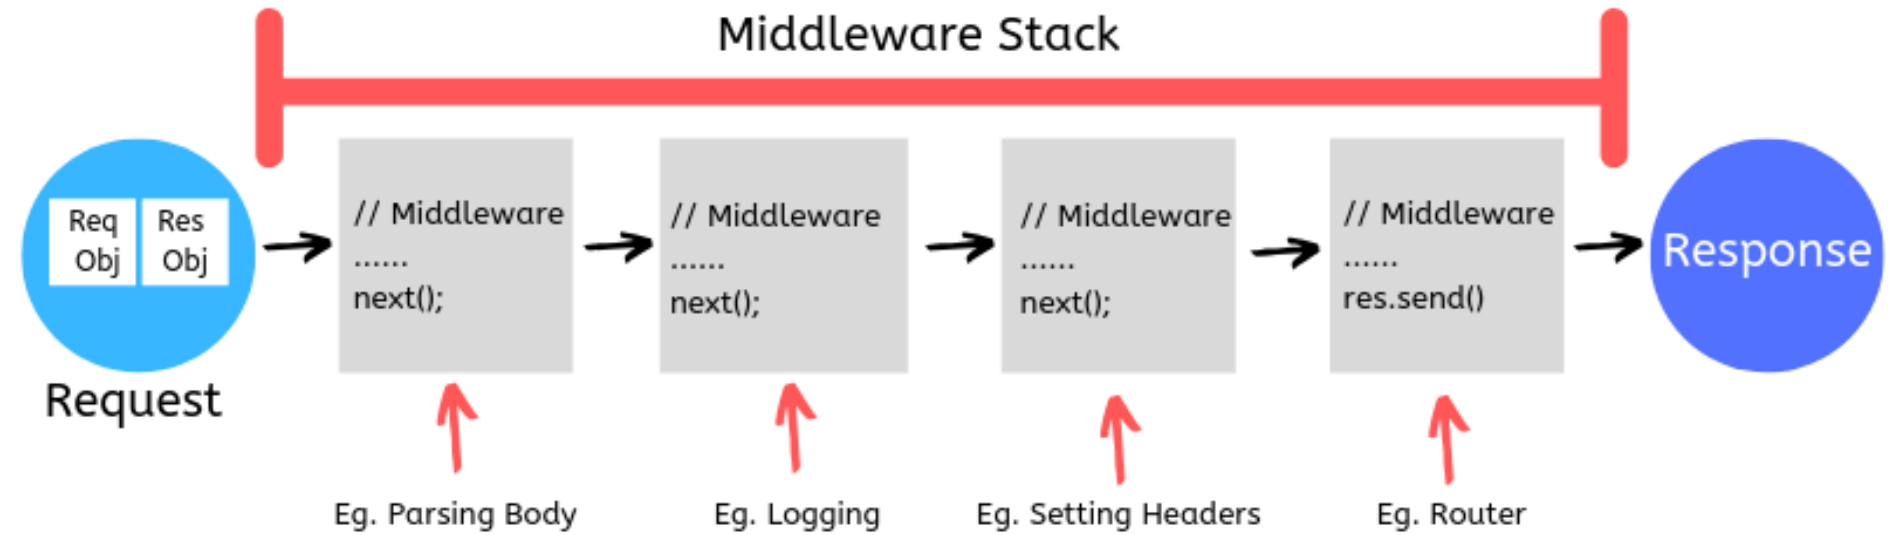 Middleware Stack
Req
Obj
Res
Obj
Request
// Middleware
......
next();
// Middleware
......
next();
// Middleware
......
next();
// Middleware
......
res.send()
Response
Eg. Parsing Body
Eg. Logging
Eg. Setting Headers
Eg. Router